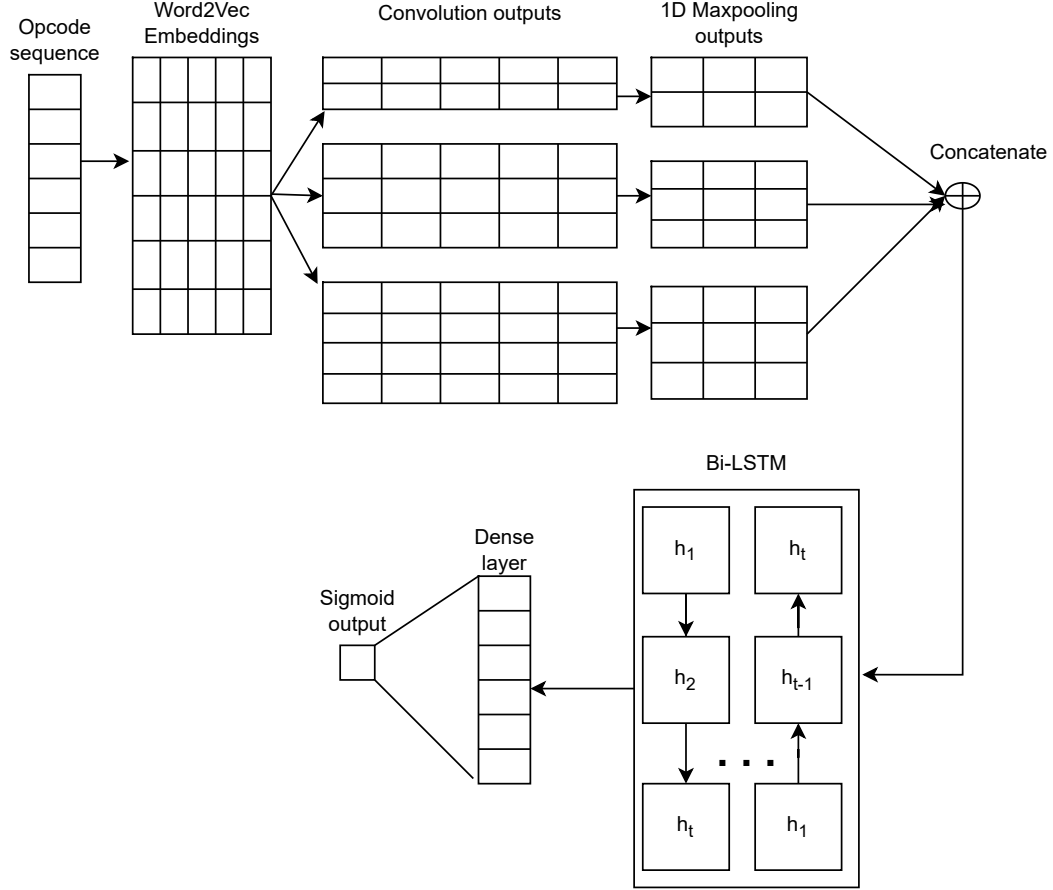 Opcode
sequence
Word2Vec
Embeddings
Convolution outputs
1D Maxpooling
outputs
Concatenate
Bi-LSTM
h1
ht
h2
ht-1
. . .
ht
h1
Dense
layer
Sigmoid
output